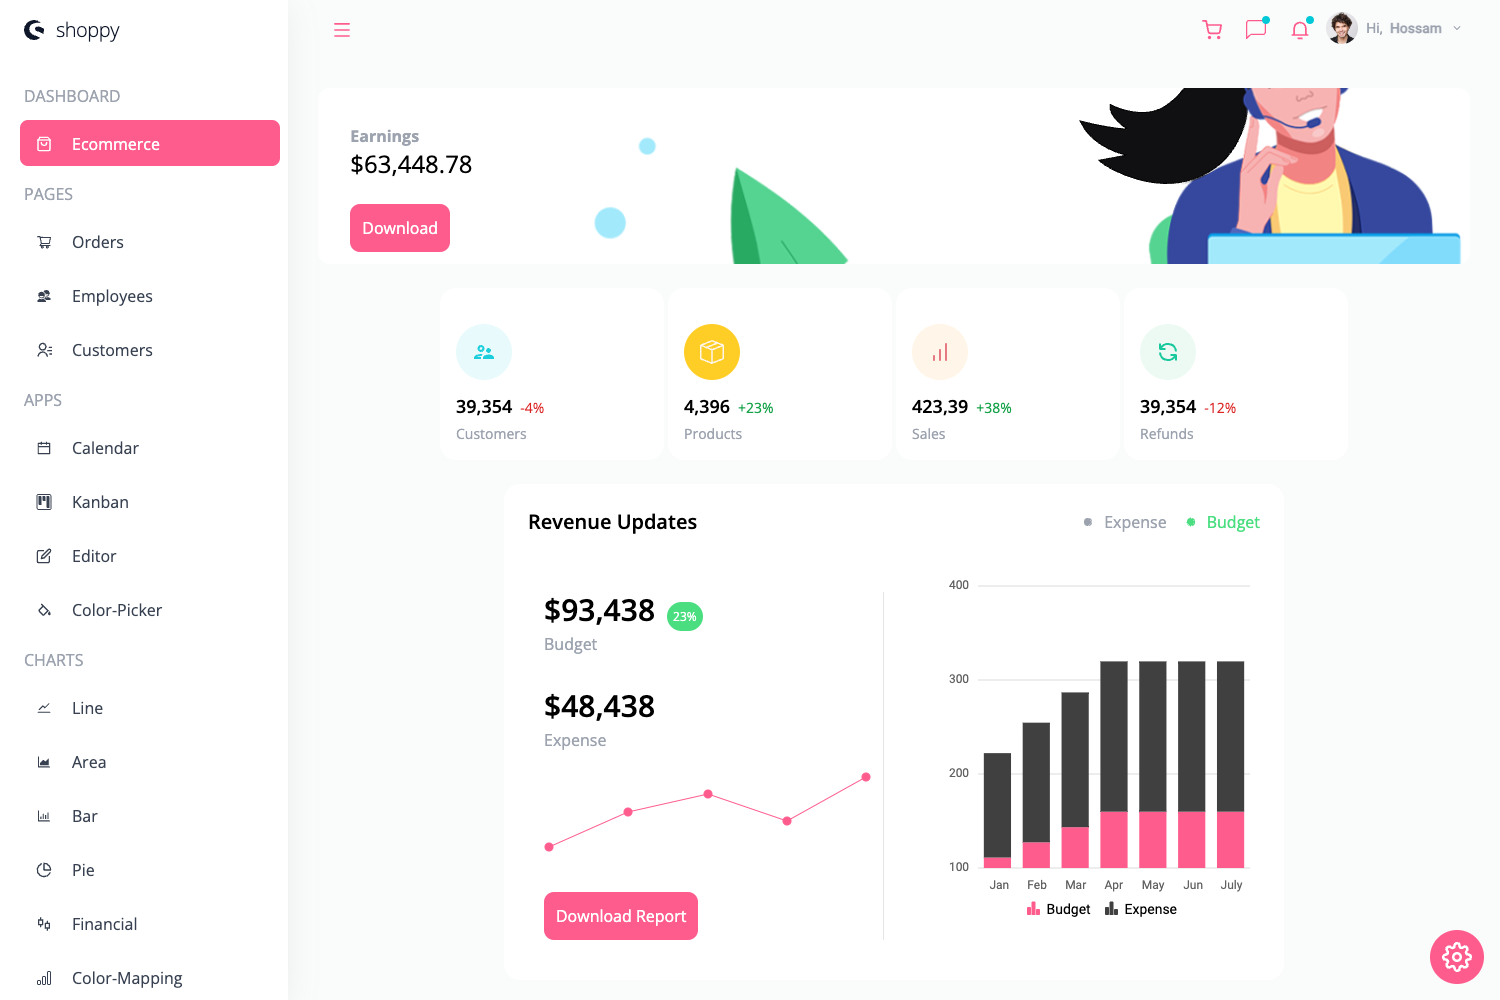 shoppy
Hi, Hossam
DASHBOARD
Ecommerce
PAGES
Orders
Employees
Customers
APPS
Calendar
Kanban
Editor
Color-Picker
CHARTS
Line
Area
Bar
Pie
Financial
Color-Mapping
Earnings
$63,448.78
Download
39,354 -4%
Customers
4,396 +23%
Products
423,39 +38%
Sales
39,354 -12%
Refunds
Revenue Updates
Expense Budget
$93,438 23%
Budget
$48,438
Expense
Download Report
400
300
200
100
Jan Feb Mar Apr May Jun July
Budget Expense